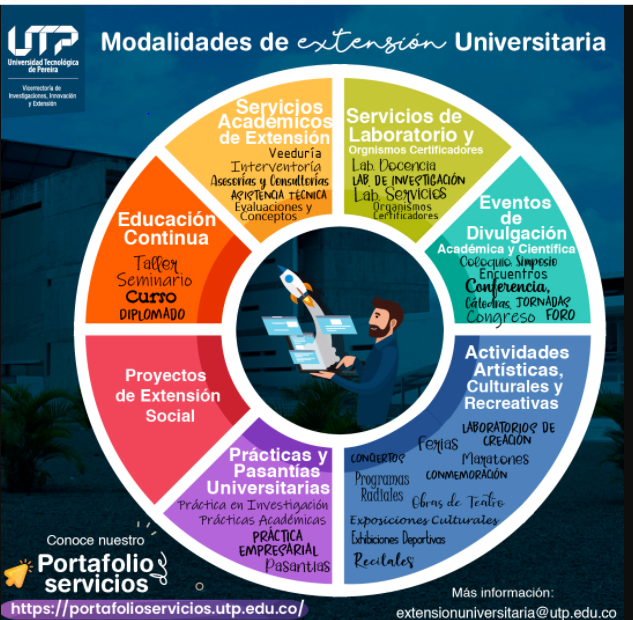 UTP
Universidad Tecnológica
de Pereira
Vicerrectoría de
Investigaciones, Innovación
y Extensión
Modalidades de extensión Universitaria
Servicios
Académicos
de Extensión
Veeduría
Interventoría
Asesorías y Consultorías
ASISTENCIA TÉCNICA
Evaluaciones y
Conceptos
Servicios de
Laboratorio y
Orgnismos Certificadores
Lab. Docencia
LAB. DE INVESTIGACIÓN
Lab. Servicios
Organismos
Certificadores
Eventos
de
Divulgación
Académica y Científica
Coloquio, Simposio
Encuentros
Conferencia,
Cátedras, JORNADAS
Congreso FORO
Educación
Continua
Taller
Seminario
Curso
DIPLOMADO
Proyectos
de Extensión
Social
Actividades
Artísticas,
Culturales y
Recreativas
LABORATORIOS DE
CREACIÓN
Ferias
CONCIERTOS
Maratones
CONMEMORACIÓN
Programas
Radiales
Obras de Teatro
Exposiciones Culturales
Exhibiciones Deportivas
Recitales
Prácticas y
Pasantías
Universitarias
Práctica en Investigación
Prácticas Académicas
PRÁCTICA
EMPRESARIAL
Pasantías
Conoce nuestro
Portafolio de
servicios
https://portafolioservicios.utp.edu.co/
Más información:
extensionuniversitaria@utp.edu.co